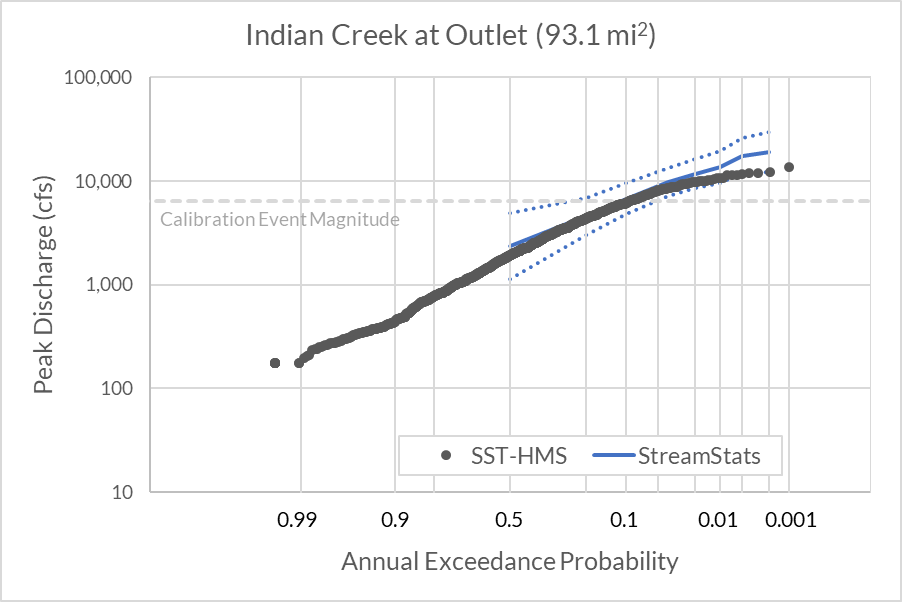 Indian Creek at Outlet (93.1 mi²)
100,000
10,000
Calibration Event Magnitude
1,000
100
10
Peak Discharge (cfs)
SST-HMS StreamStats
0.99 0.9 0.5 0.1 0.01 0.001
Annual Exceedance Probability